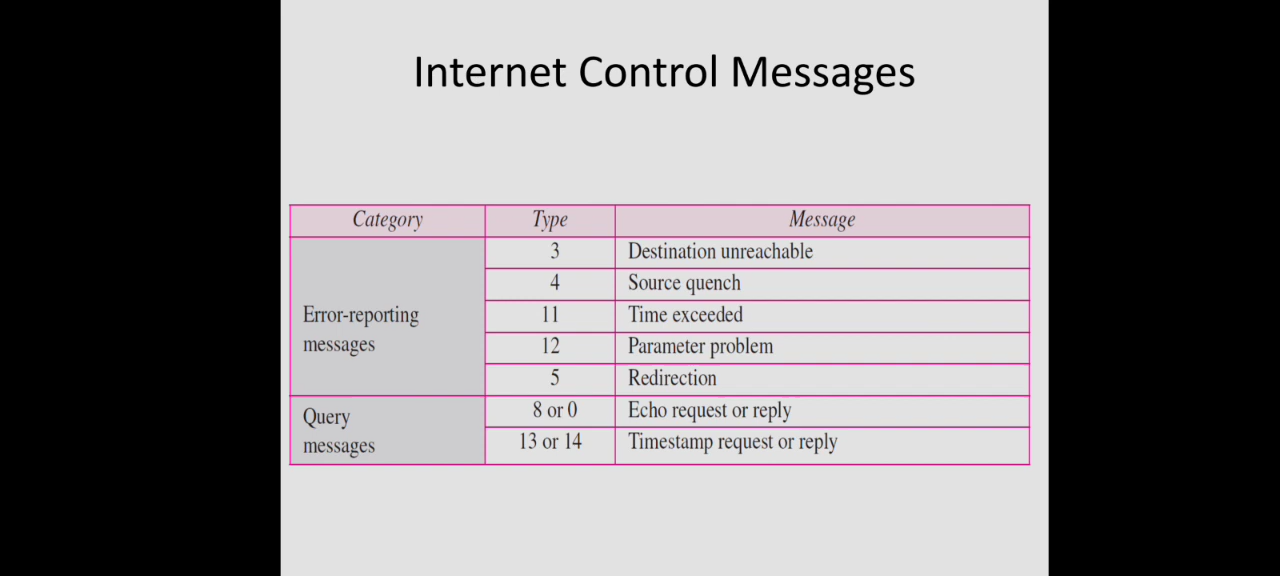 Internet Control Messages
Category Type Message
3 Destination unreachable
4 Source quench
Error-reporting messages
11 Time exceeded
12 Parameter problem
5 Redirection
Query messages
8 or 0 Echo request or reply
13 or 14 Timestamp request or reply